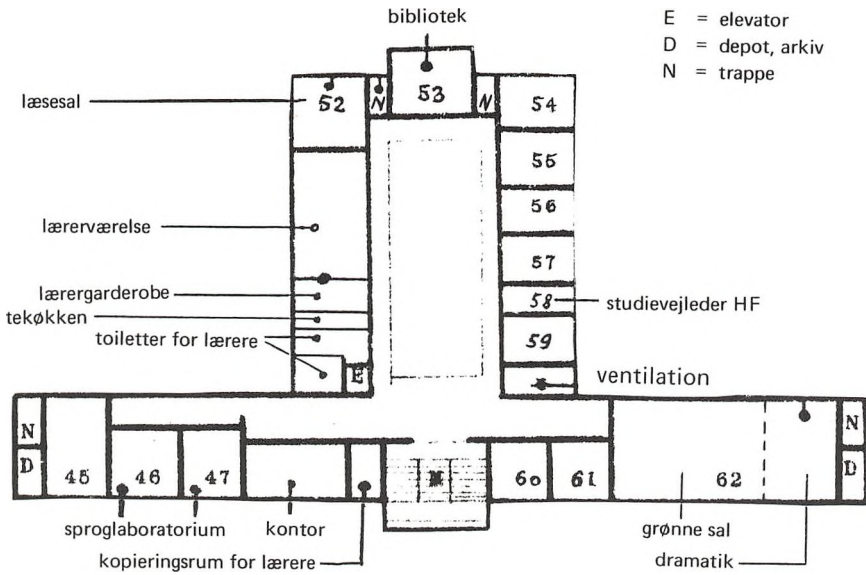 bibliotek
E = elevator
D = depot, arkiv
N = trappe
læsesal
52
N
53
N
54
55
56
lærerværelse
57
lærergarderobe
58
studievejleder HF
tekøkken
toiletter for lærere
59
E
ventilation
N
D
45
46
47
N
60
61
62
N
D
sproglaboratorium
kontor
grønne sal
kopieringsrum for lærere
dramatik